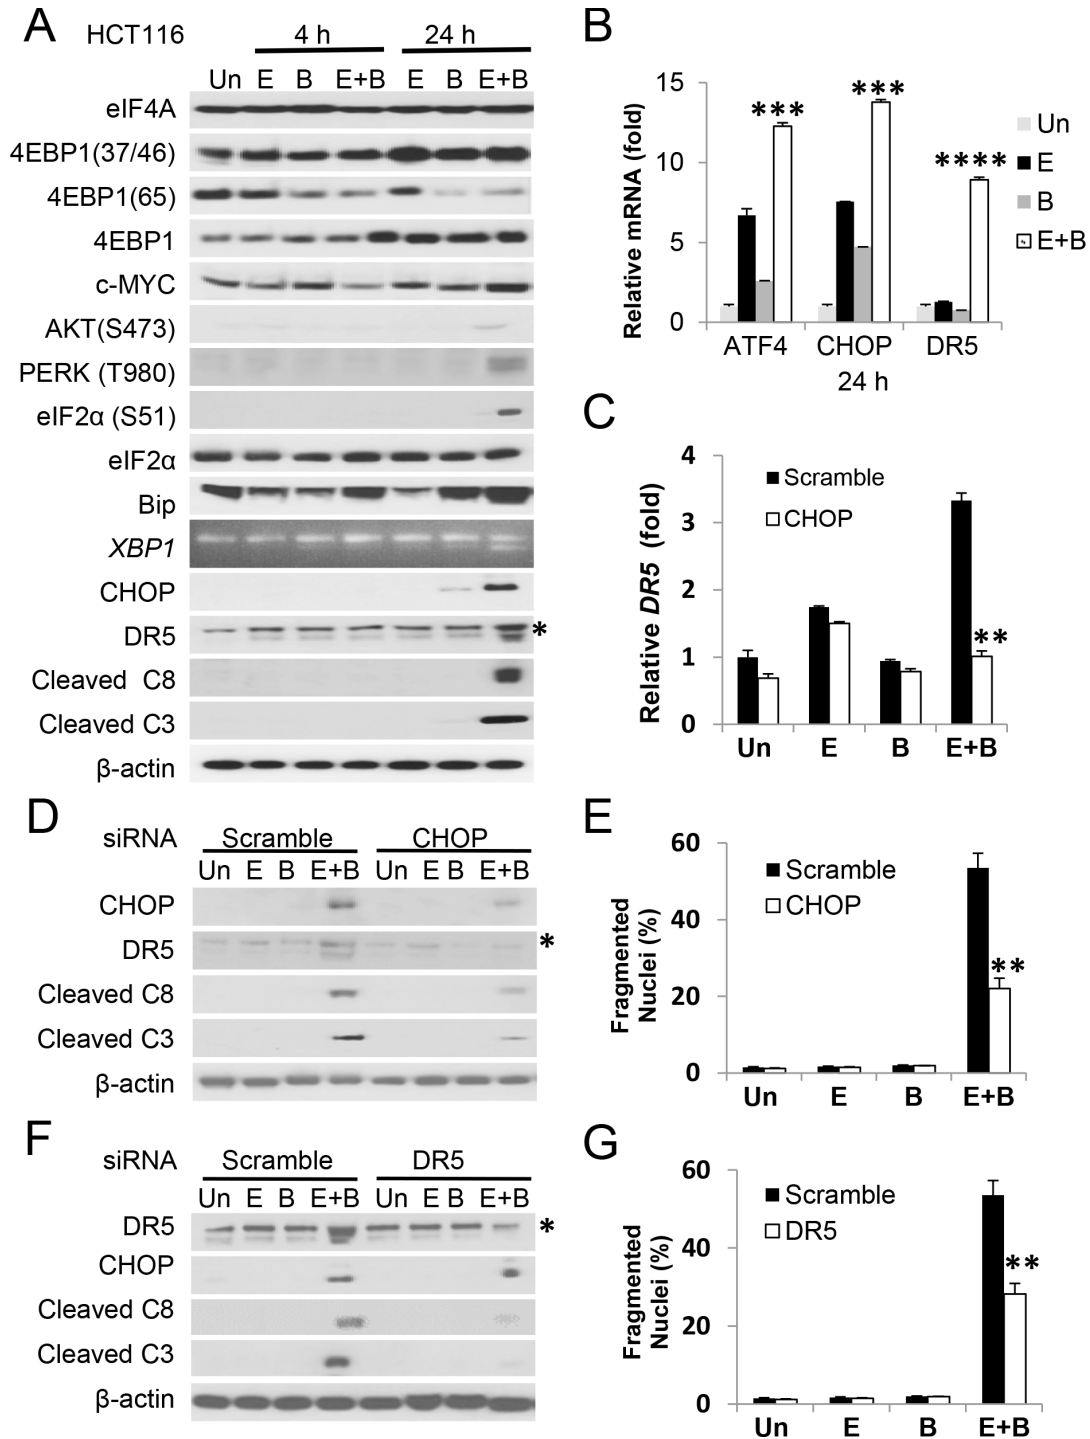 A
HCT116 4 h 24 h
Un E B E+B E B E+B
eIF4A
4EBP1(37/46)
4EBP1(65)
4EBP1
c-MYC
AKT(S473)
PERK (T980)
eIF2α (S51)
eIF2α
Bip
XBP1
CHOP
DR5 *
Cleaved C8
Cleaved C3
β-actin
B
Relative mRNA (fold)
15
10
5
0
*** *** ****
Un
E
B
E+B
ATF4 CHOP DR5
24 h
C
Relative DR5 (fold)
4
3
2
1
0
Scramble
CHOP
**
Un E B E+B
D
siRNA Scramble CHOP
Un E B E+B Un E B E+B
CHOP
DR5 *
Cleaved C8
Cleaved C3
β-actin
E
Fragmented
Nuclei (%)
60
40
20
0
Scramble
CHOP
**
Un E B E+B
F
siRNA Scramble DR5
Un E B E+B Un E B E+B
DR5 *
CHOP
Cleaved C8
Cleaved C3
β-actin
G
Fragmented
Nuclei (%)
60
40
20
0
Scramble
DR5
**
Un E B E+B